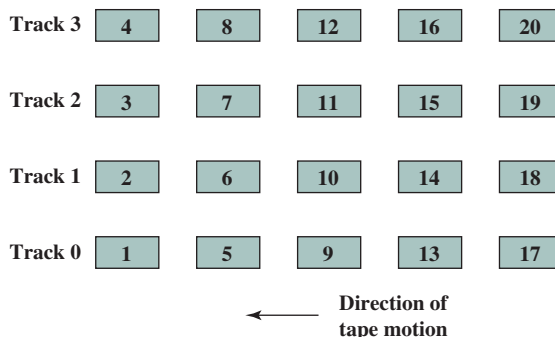 Track 3 4 8 12 16 20
Track 2 3 7 11 15 19
Track 1 2 6 10 14 18
Track 0 1 5 9 13 17
Direction of
tape motion